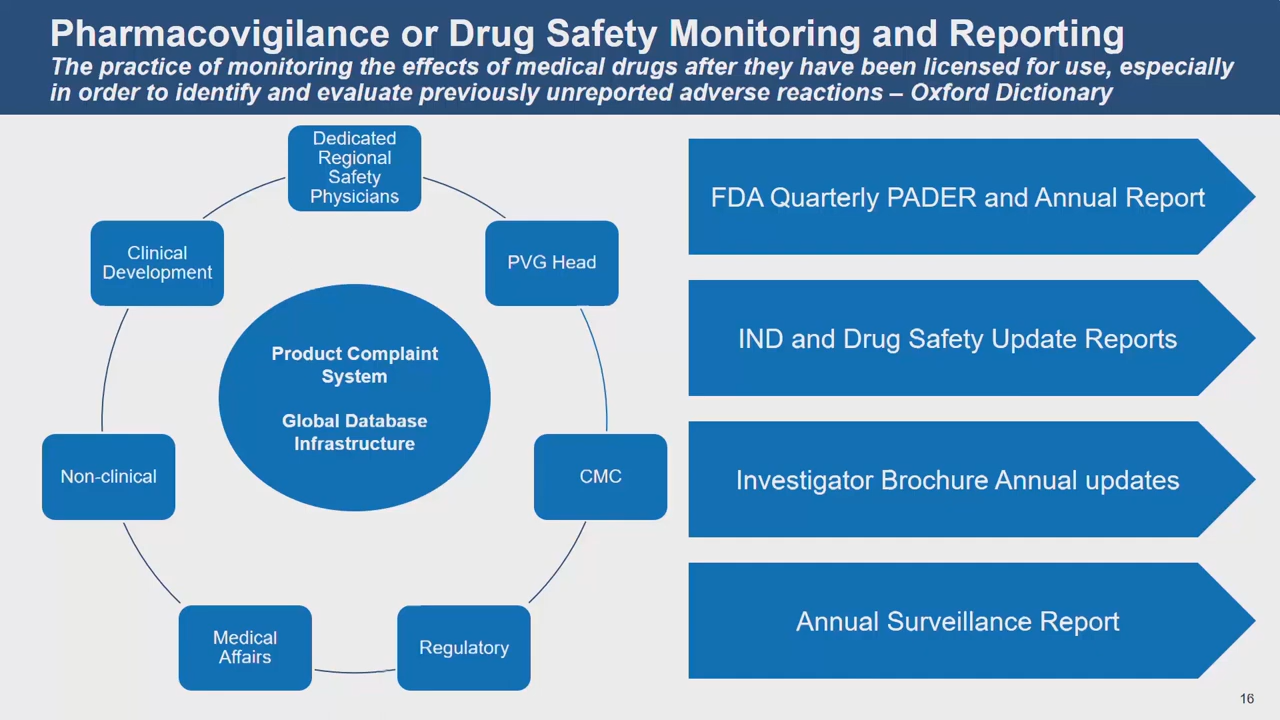 Pharmacovigilance or Drug Safety Monitoring and Reporting
The practice of monitoring the effects of medical drugs after they have been licensed for use, especially
in order to identify and evaluate previously unreported adverse reactions – Oxford Dictionary
Dedicated
Regional
Safety
Physicians
PVG Head
CMC
Regulatory
Medical
Affairs
Non-clinical
Clinical
Development
Product Complaint
System
Global Database
Infrastructure
FDA Quarterly PADER and Annual Report
IND and Drug Safety Update Reports
Investigator Brochure Annual updates
Annual Surveillance Report
16